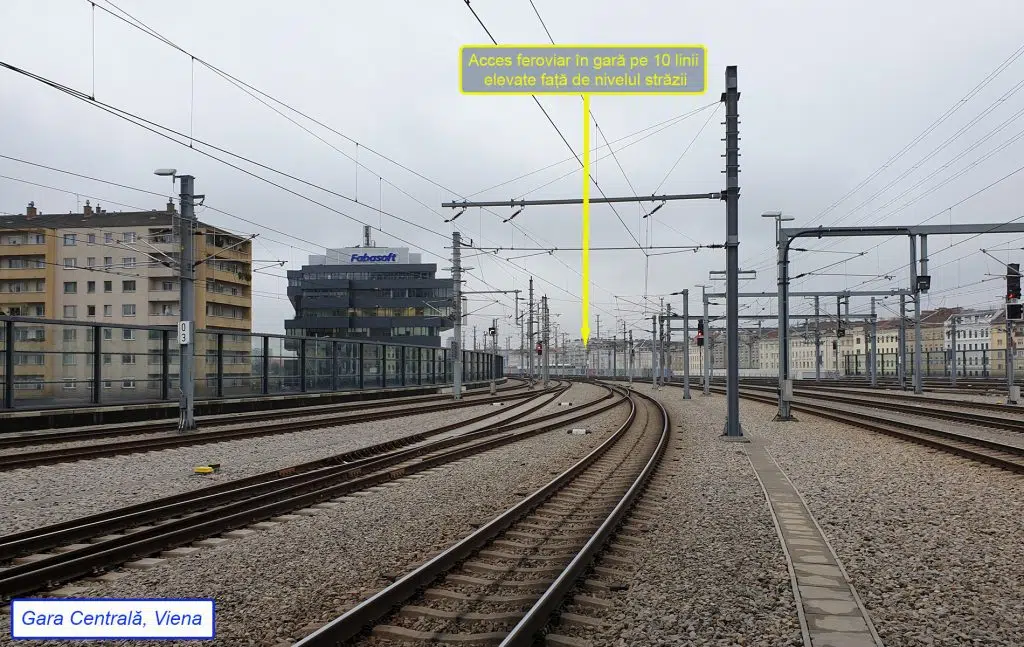 Acces feroviar în gară pe 10 linii
elevate față de nivelul străzii
Fabasoft
03
Gara Centrală, Viena